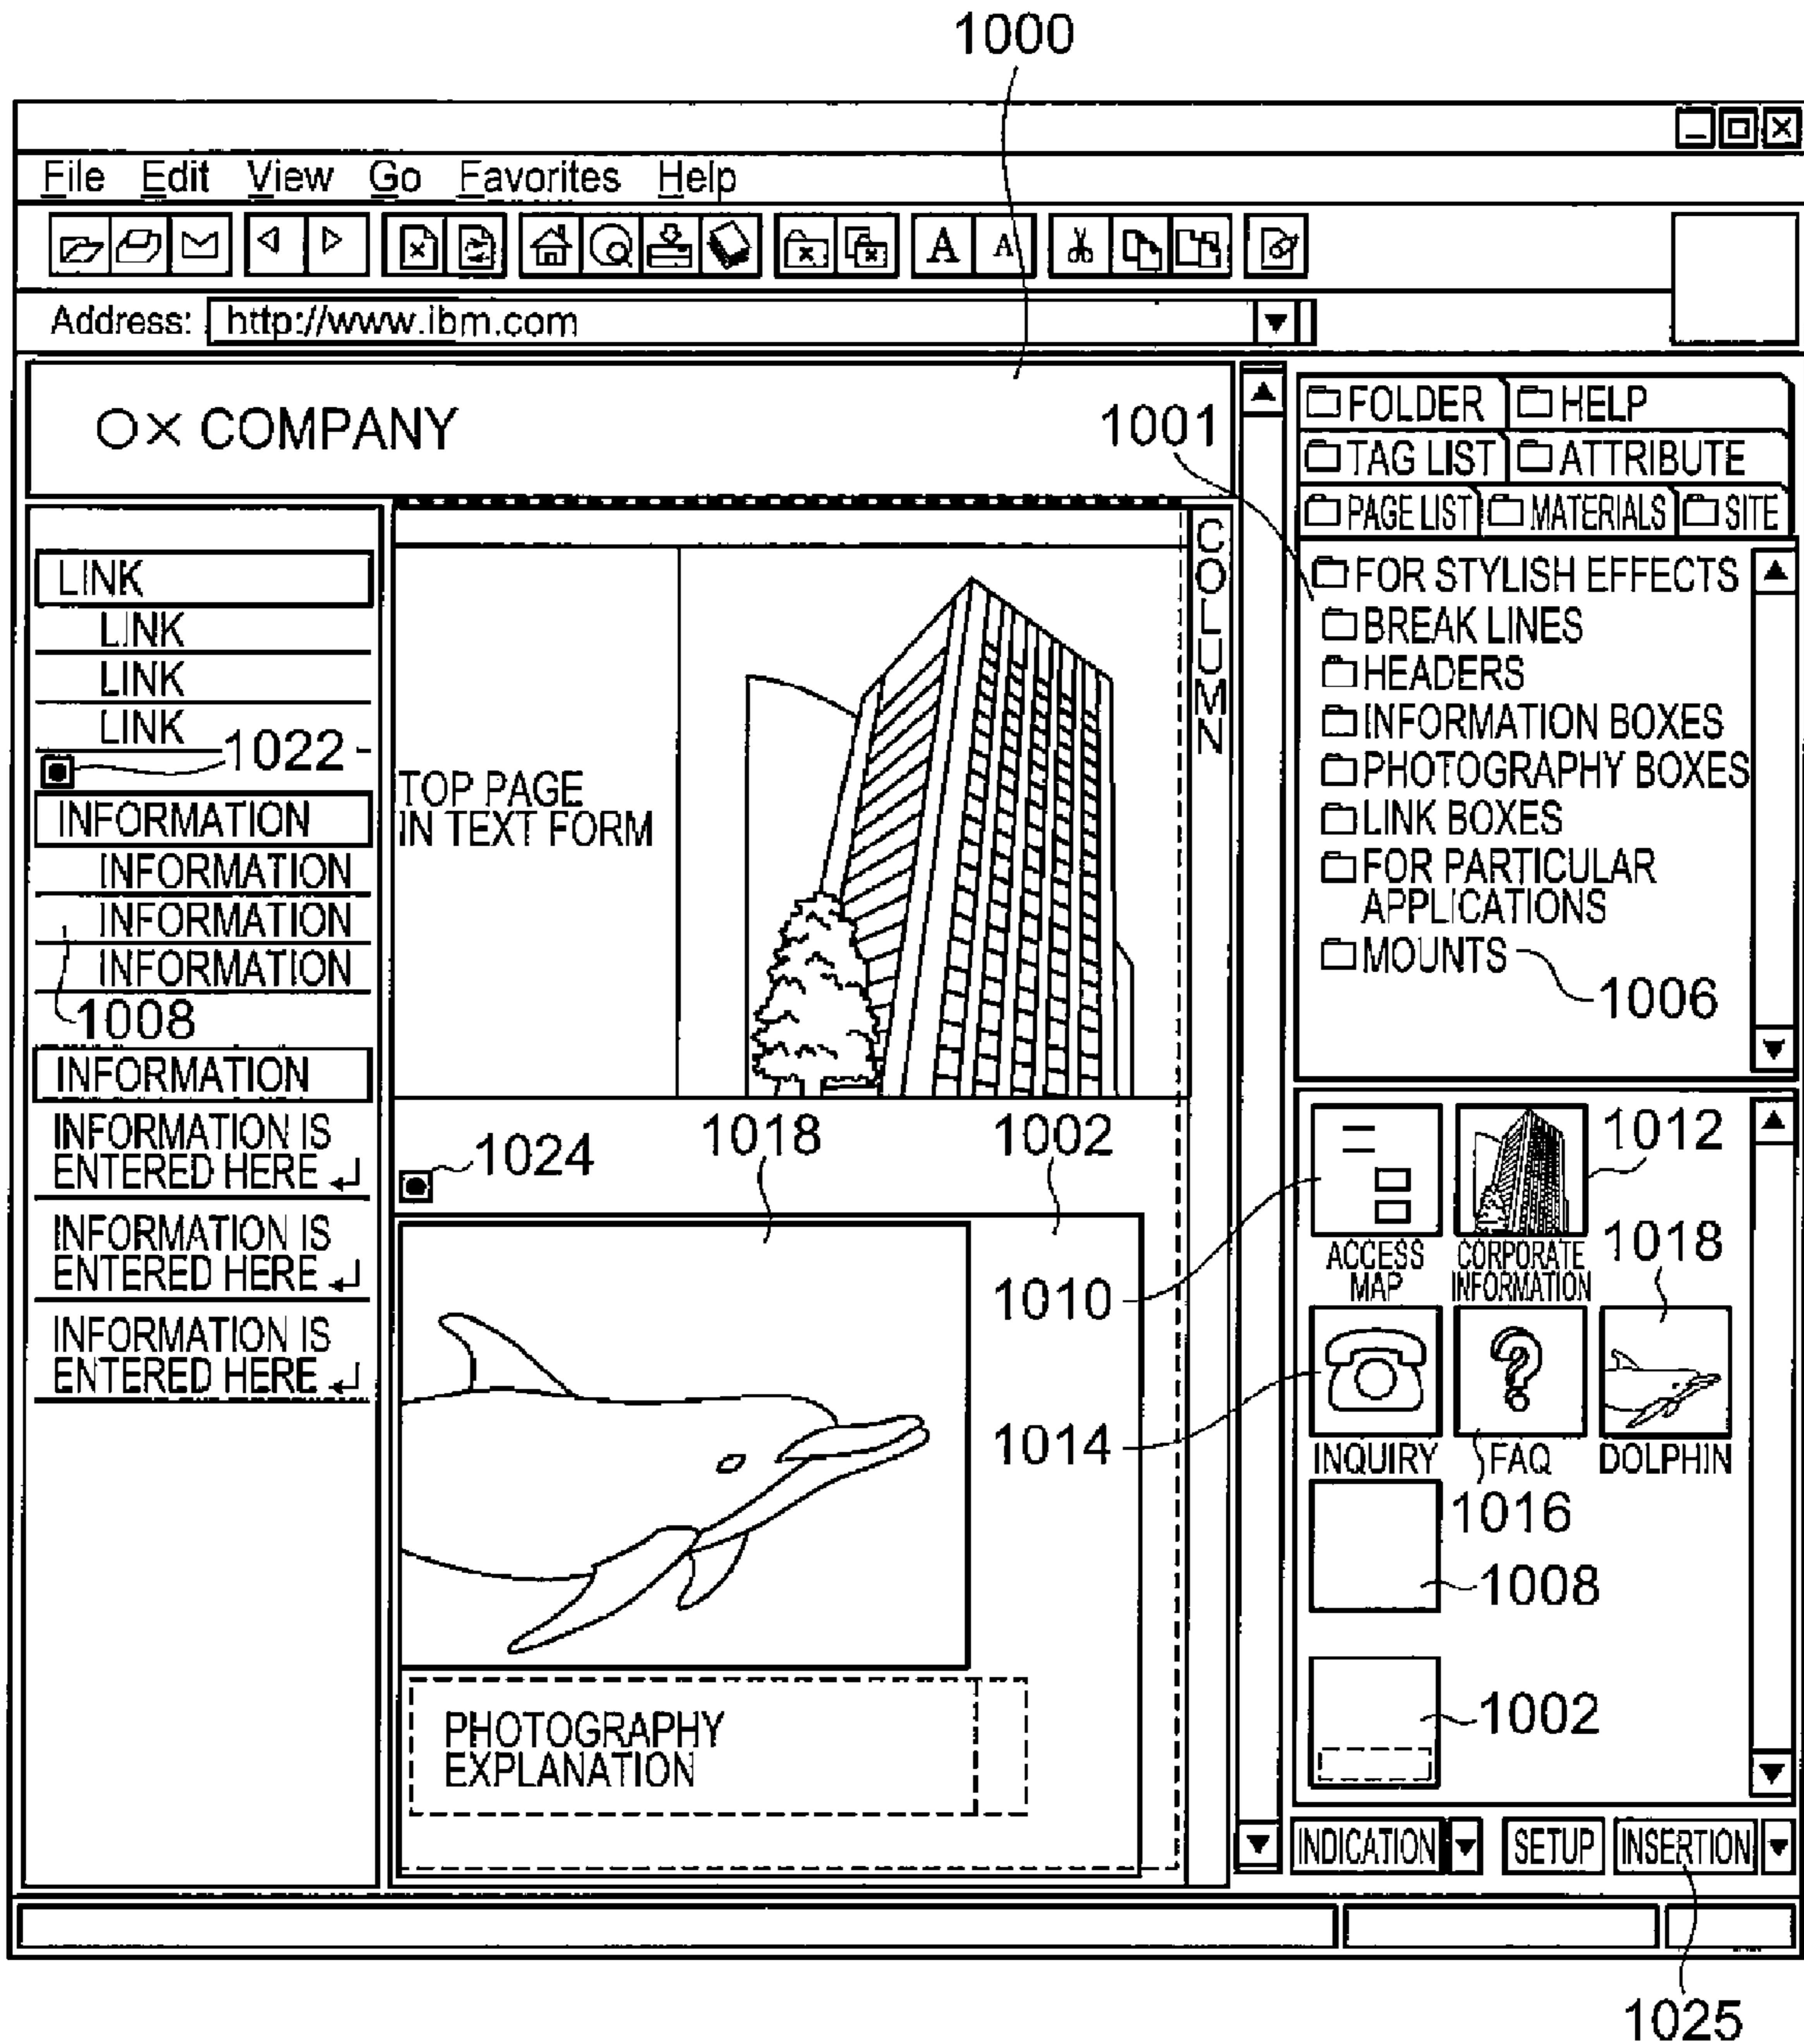 1000
File Edit View Go Favorites Help
A A
Address: http://www.ibm.com
○× COMPANY
1001
FOLDER HELP
TAG LIST ATTRIBUTE
PAGE LIST MATERIALS SITE
FOR STYLISH EFFECTS
BREAK LINES
HEADERS
INFORMATION BOXES
PHOTOGRAPHY BOXES
LINK BOXES
FOR PARTICULAR
APPLICATIONS
MOUNTS
1006
LINK
LINK
LINK
LINK
1022
INFORMATION
INFORMATION
INFORMATION
INFORMATION
1008
INFORMATION
INFORMATION IS
ENTERED HERE ↵
INFORMATION IS
ENTERED HERE ↵
INFORMATION IS
ENTERED HERE ↵
COLUMN
TOP PAGE
IN TEXT FORM
1018
1002
1024
1010
1014
PHOTOGRAPHY
EXPLANATION
1012
ACCESS
MAP
CORPORATE
INFORMATION
1018
?
INQUIRY
FAQ
DOLPHIN
1016
1008
1002
INDICATION SETUP INSERTION
1025